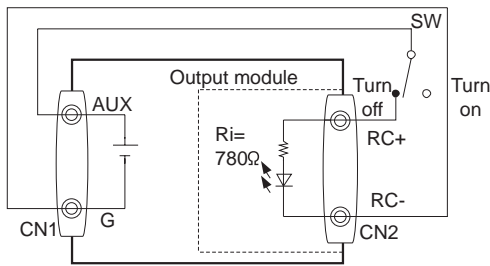 SW
Output module
Turn
off
Turn
on
AUX
Ri=
780Ω
RC+
RC-
G
CN1
CN2